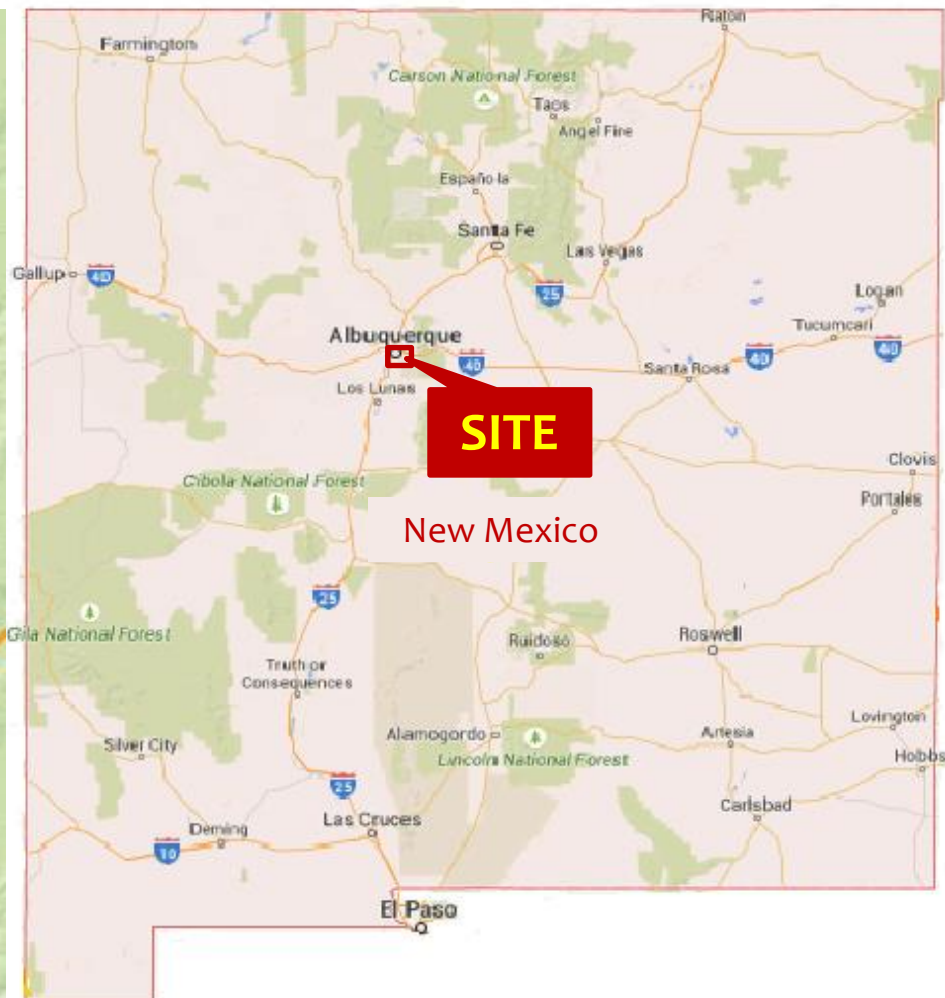 Raton
Farmington
Carson National Forest
Taos
Angel Fire
Española
Santa Fe
Las Vegas
Gallup
40
25
Logan
Tucumcari
Albuquerque
40
40
40
Santa Rosa
Los Lunas
SITE
Clovis
Cibola National Forest
Portales
New Mexico
25
Gila National Forest
Ruidoso
Roswell
Truth or
Consequences
Lovington
Alamogordo
Artesia
Silver City
Lincoln National Forest
Hobbs
25
Carlsbad
Las Cruces
Deming
10
El Paso